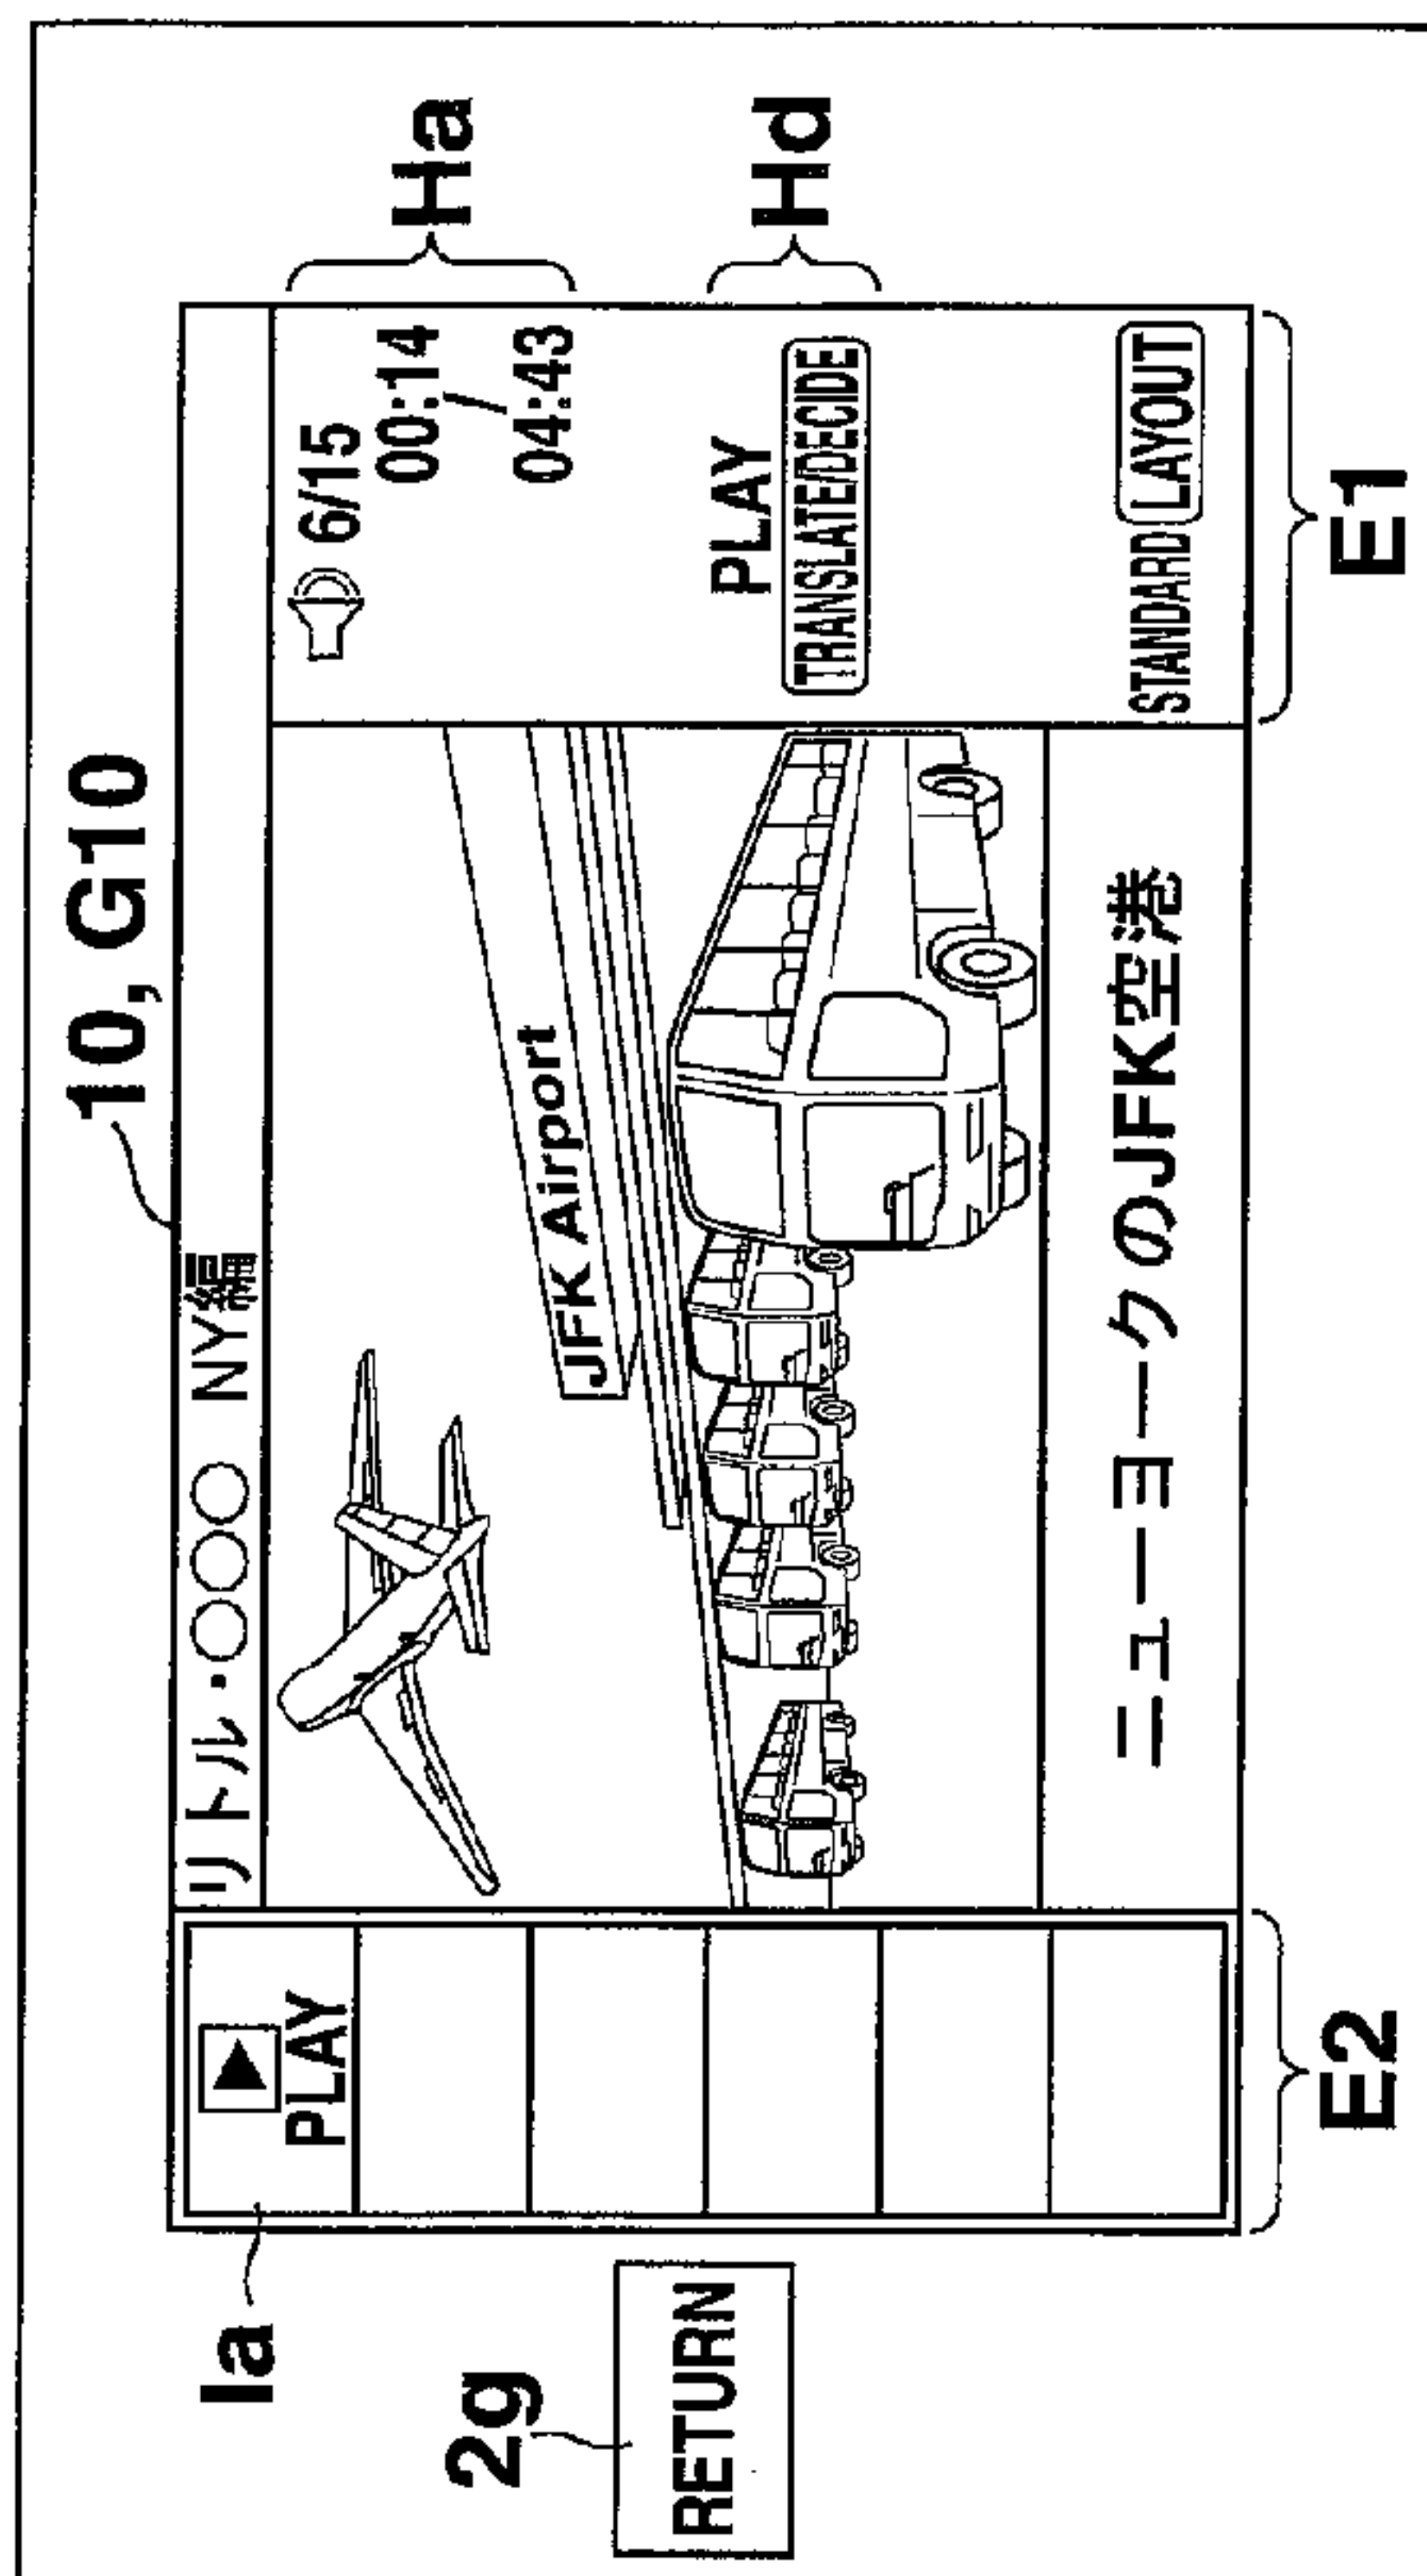 10, G10
Ia
PLAY
リトル・○○○ NY編
6/15
00:14
/
04:43
Ha
JFK Airport
PLAY
TRANSLATE/DECIDE
Hd
2g
RETURN
ニューヨークのJFK空港
STANDARD LAYOUT
E2
E1